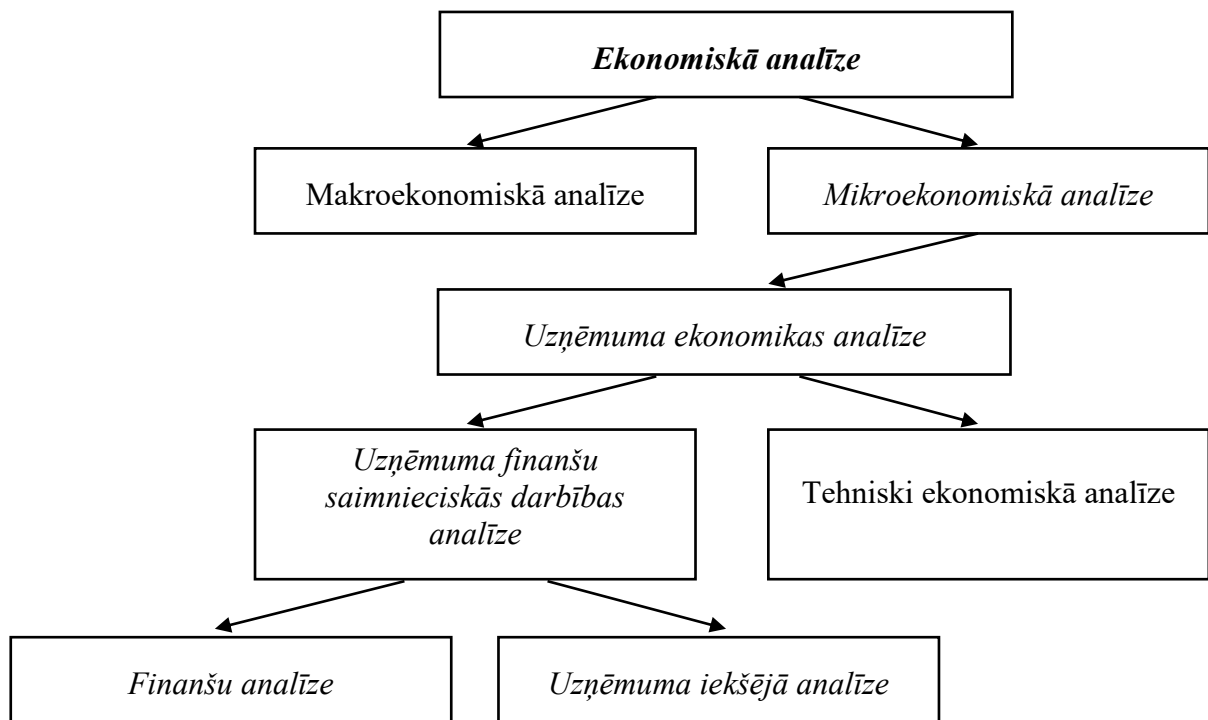 Ekonomiskā analīze
Makroekonomiskā analīze
Mikroekonomiskā analīze
Uzņēmuma ekonomikas analīze
Uzņēmuma finanšu
saimnieciskās darbības
analīze
Tehniski ekonomiskā analīze
Finanšu analīze
Uzņēmuma iekšējā analīze